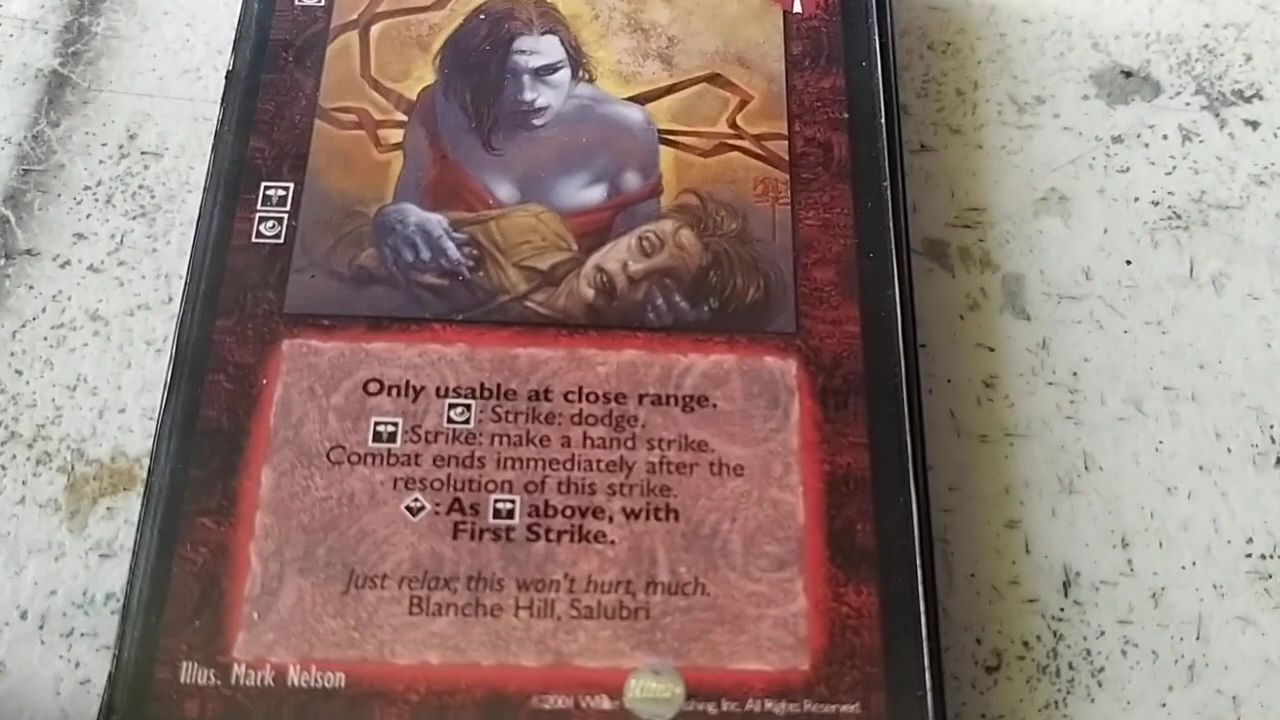 Only usable at close range.
: Strike: dodge.
:Strike: make a hand strike.
Combat ends immediately after the
resolution of this strike.
: As above, with
First Strike.
Just relax; this won't hurt, much.
Blanche Hill, Salubri
Illus. Mark Nelson
©2001 Inc. All Rights Reserved.